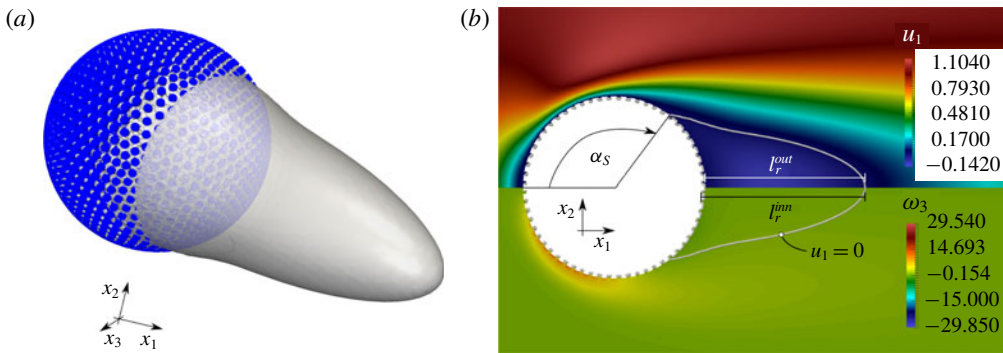 (a)
x₂
x₃
x₁
(b)
u₁
1.1040
0.7930
0.4810
0.1700
−0.1420
α_S
l_r^{out}
l_r^{inn}
x₂
x₁
u₁ = 0
ω₃
29.540
14.693
−0.154
−15.000
−29.850